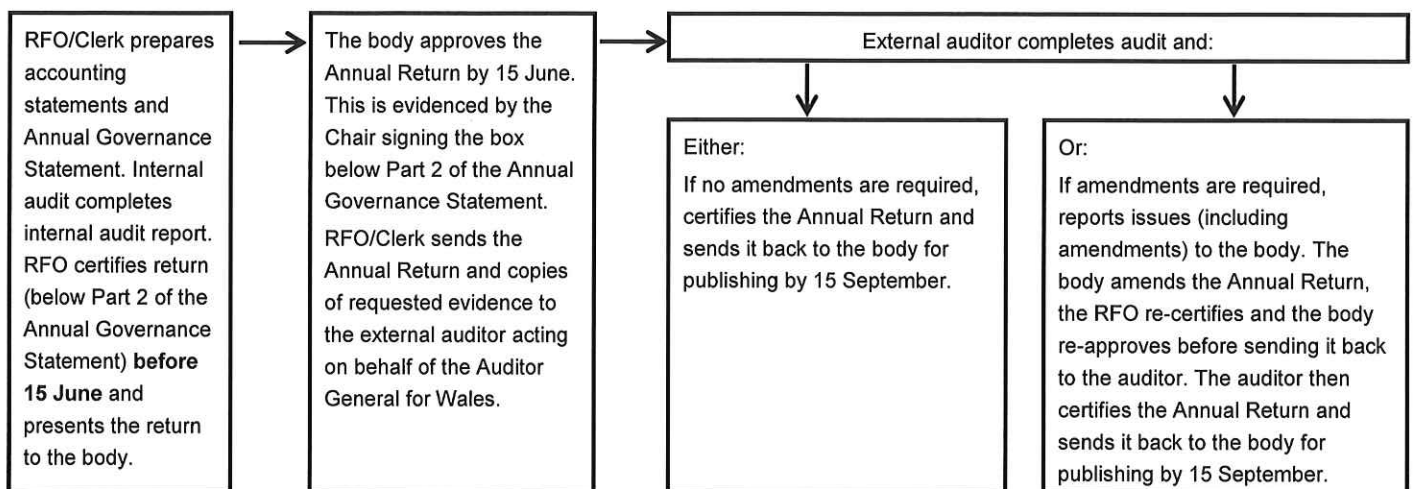 RFO/Clerk prepares
accounting
statements and
Annual Governance
Statement. Internal
audit completes
internal audit report.
RFO certifies return
(below Part 2 of the
Annual Governance
Statement) before
15 June and
presents the return
to the body.
The body approves the
Annual Return by 15 June.
This is evidenced by the
Chair signing the box
below Part 2 of the Annual
Governance Statement.
RFO/Clerk sends the
Annual Return and copies
of requested evidence to
the external auditor acting
on behalf of the Auditor
General for Wales.
External auditor completes audit and:
Either:
If no amendments are required,
certifies the Annual Return and
sends it back to the body for
publishing by 15 September.
Or:
If amendments are required,
reports issues (including
amendments) to the body. The
body amends the Annual Return,
the RFO re-certifies and the body
re-approves before sending it back
to the auditor. The auditor then
certifies the Annual Return and
sends it back to the body for
publishing by 15 September.